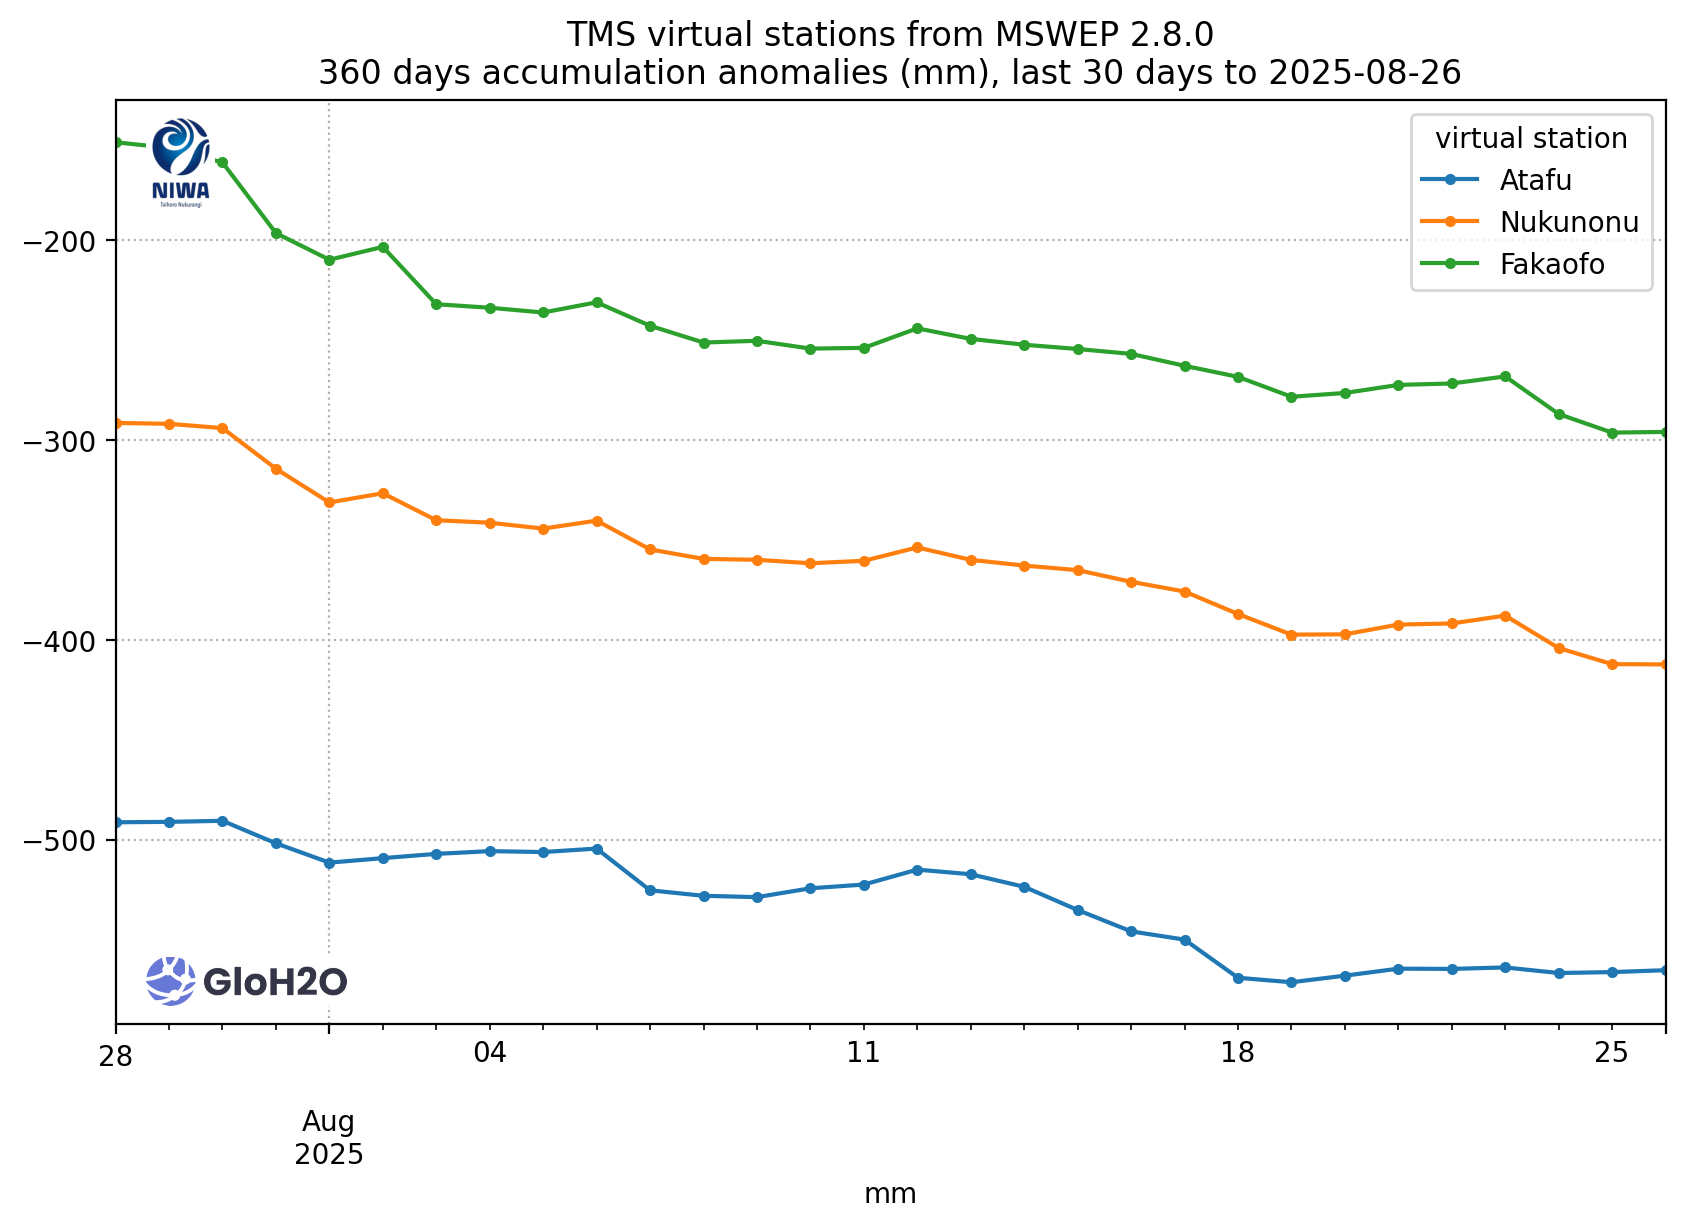 TMS virtual stations from MSWEP 2.8.0
360 days accumulation anomalies (mm), last 30 days to 2025-08-26
NIWA
Taihoro Nukurangi
virtual station
Atafu
Nukunonu
Fakaofo
−200
−300
−400
−500
GloH2O
28
04
11
18
25
Aug
2025
mm